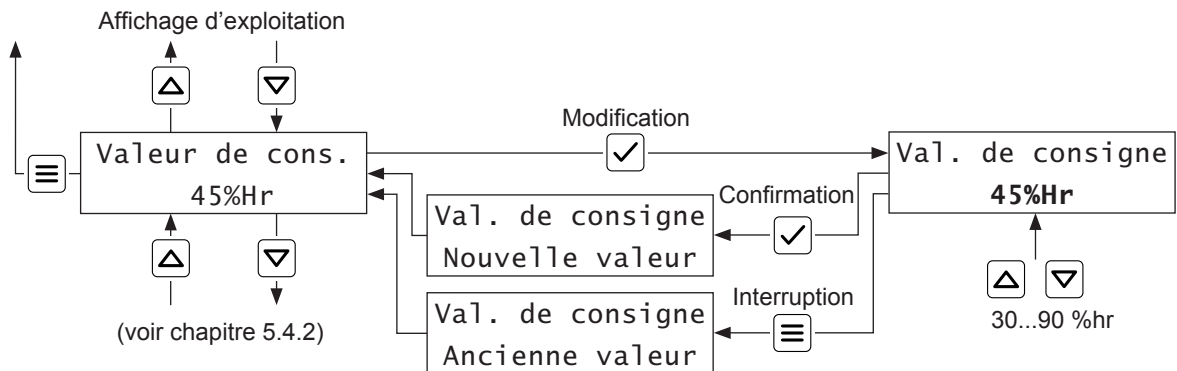 Affichage d'exploitation
Modification
Valeur de cons.
45%Hr
Val. de consigne
45%Hr
Confirmation
Val. de consigne
Nouvelle valeur
Interruption
Val. de consigne
Ancienne valeur
30...90 %hr
(voir chapitre 5.4.2)